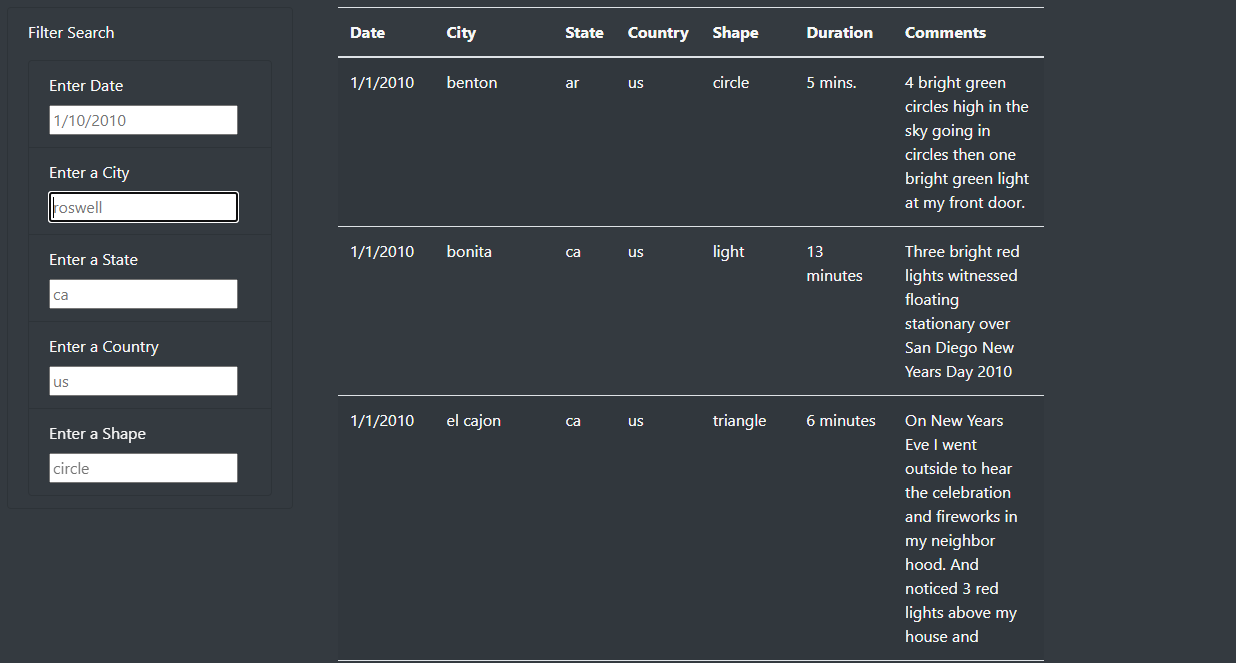 Filter Search
Enter Date
1/10/2010
Enter a City
roswell
Enter a State
ca
Enter a Country
us
Enter a Shape
circle
Date City State Country Shape Duration Comments
1/1/2010 benton ar us circle 5 mins. 4 bright green
circles high in the
sky going in
circles then one
bright green light
at my front door.
1/1/2010 bonita ca us light 13 Three bright red
minutes lights witnessed
floating
stationary over
San Diego New
Years Day 2010
1/1/2010 el cajon ca us triangle 6 minutes On New Years
Eve I went
outside to hear
the celebration
and fireworks in
my neighbor
hood. And
noticed 3 red
lights above my
house and